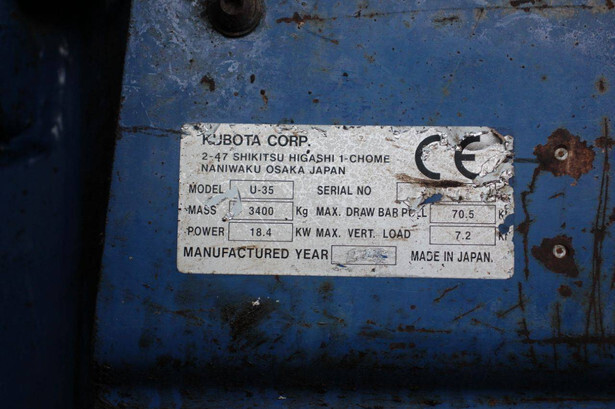 KUBOTA CORP.
2-47 SHIKITSU HIGASHI 1-CHOME
NANIWAKU OSAKA JAPAN
CE
MODEL U-35 SERIAL NO
MASS 3400 Kg MAX. DRAW BAR PULL 70.5
POWER 18.4 KW MAX. VERT. LOAD 7.2
MANUFACTURED YEAR MADE IN JAPAN.